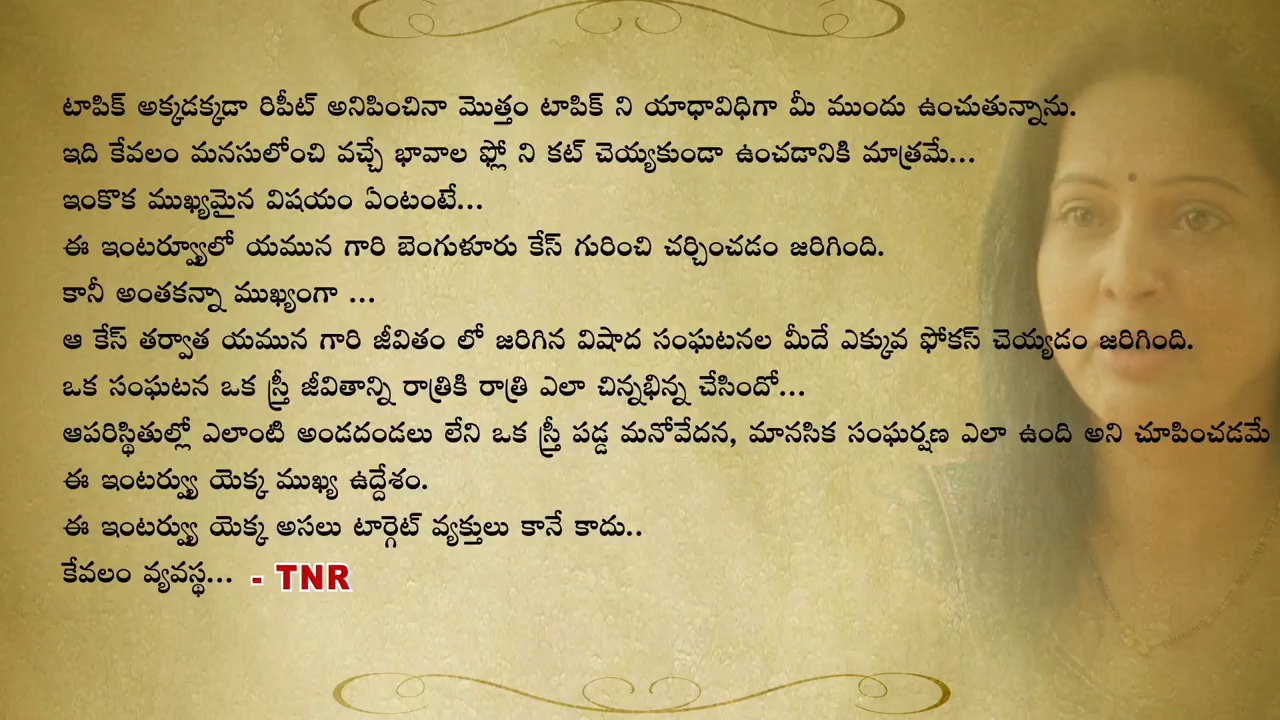 టాపిక్ అక్కడక్కడా రిపీట్ అనిపించినా మొత్తం టాపిక్ ని యాధావిధిగా మీ ముందు ఉంచుతున్నాను.
ఇది కేవలం మనసులోంచి వచ్చే భావాల ఫ్లో ని కట్ చెయ్యకుండా ఉంచడానికి మాత్రమే...
ఇంకొక ముఖ్యమైన విషయం ఏంటంటే...
ఈ ఇంటర్వ్యూలో యమున గారి బెంగుళూరు కేస్ గురించి చర్చించడం జరిగింది.
కానీ అంతకన్నా ముఖ్యంగా ...
ఆ కేస్ తర్వాత యమున గారి జీవితం లో జరిగిన విషాద సంఘటనల మీదే ఎక్కువ ఫోకస్ చెయ్యడం జరిగింది.
ఒక సంఘటన ఒక స్త్రీ జీవితాన్ని రాత్రికి రాత్రి ఎలా చిన్నభిన్న చేసిందో...
ఆపరిస్థితుల్లో ఎలాంటి అండదండలు లేని ఒక స్త్రీ పడ్డ మనోవేదన, మానసిక సంఘర్షణ ఎలా ఉంది అని చూపించడమే
ఈ ఇంటర్వ్యు యెక్క ముఖ్య ఉద్దేశం.
ఈ ఇంటర్వ్యు యెక్క అసలు టార్గెట్ వ్యక్తులు కానే కాదు..
కేవలం వ్యవస్థ... - TNR